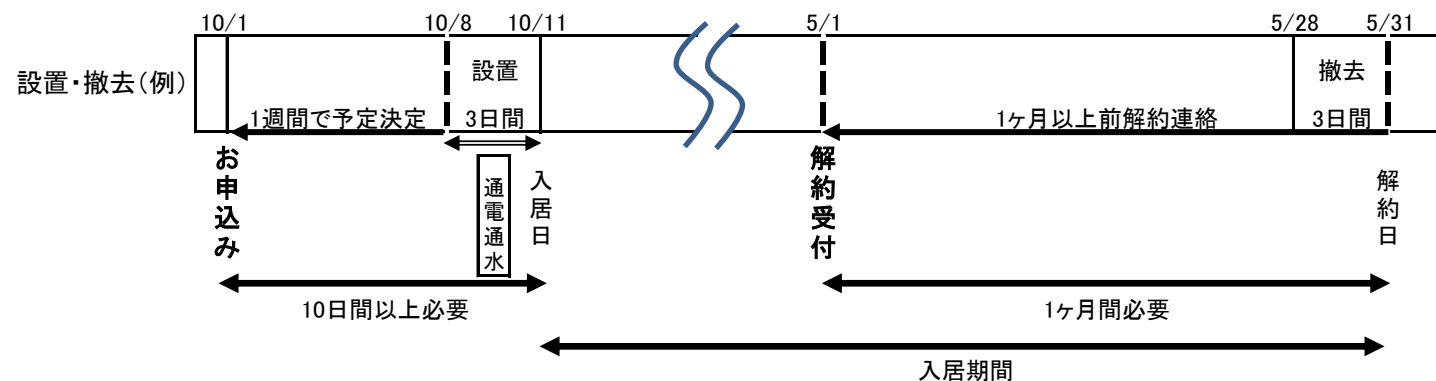 10/1 10/8 10/11 5/1 5/28 5/31
設置・撤去(例)
設置
撤去
1週間で予定決定
3日間
1ヶ月以上前解約連絡
3日間
お申込み
通電通水
入居日
解約受付
解約日
10日間以上必要
1ヶ月間必要
入居期間